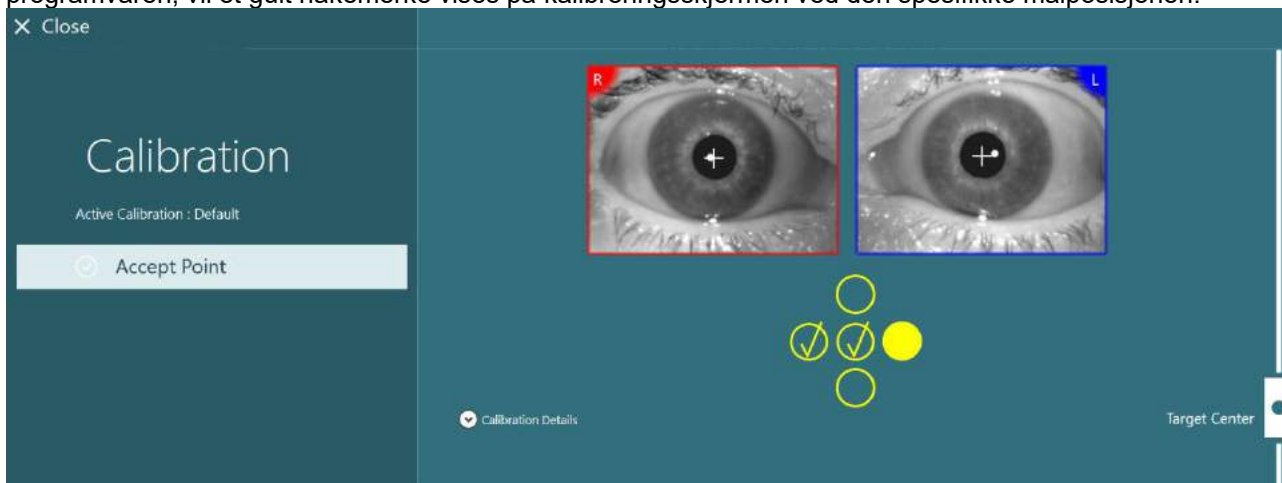 programvaren, vil et gult hakemerke vises på kalibreringsskjermen ved den spesifikke målposisjonen.
Close
R
L
Calibration
Active Calibration : Default
Accept Point
Calibration Details
Target Center